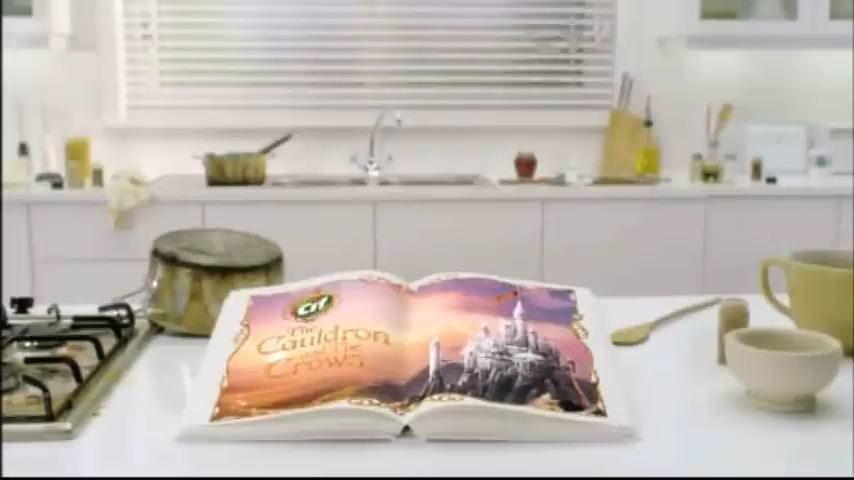 Cif
The
Cauldron
and the
Crown